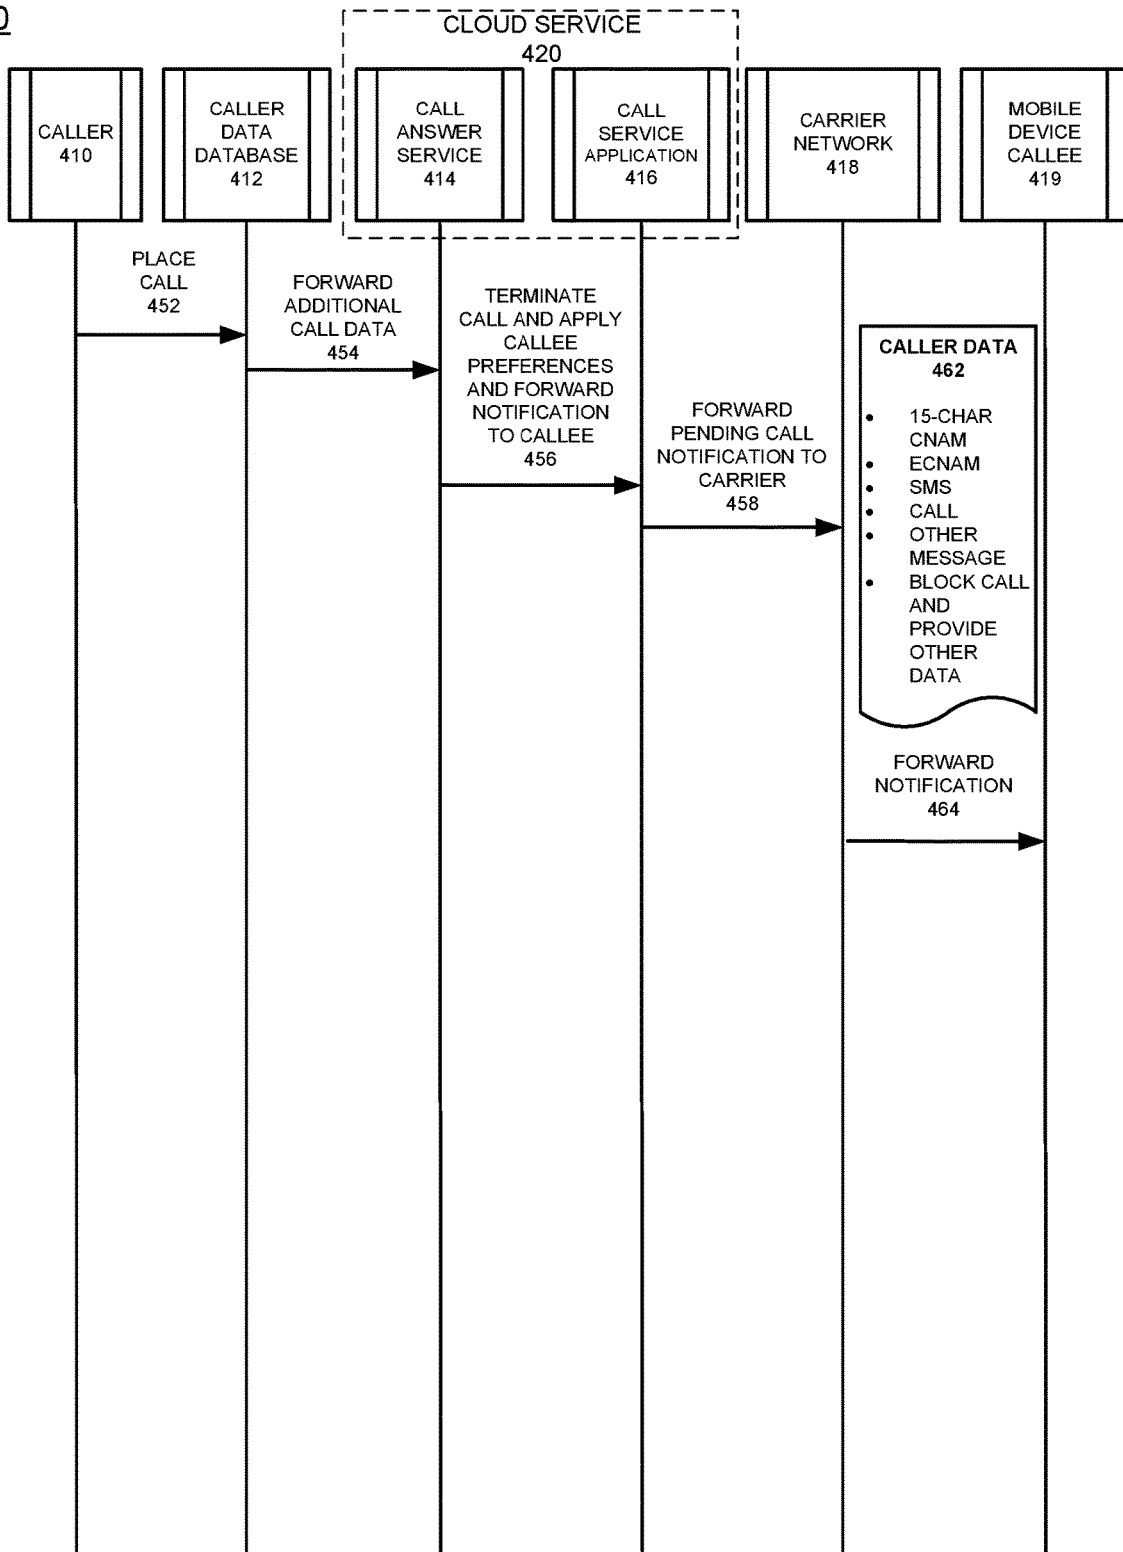 CLOUD SERVICE
420
CALLER
410
CALLER
DATA
DATABASE
412
CALL
ANSWER
SERVICE
414
CALL
SERVICE
APPLICATION
416
CARRIER
NETWORK
418
MOBILE
DEVICE
CALLEE
419
PLACE
CALL
452
FORWARD
ADDITIONAL
CALL DATA
454
TERMINATE
CALL AND APPLY
CALLEE
PREFERENCES
AND FORWARD
NOTIFICATION
TO CALLEE
456
FORWARD
PENDING CALL
NOTIFICATION TO
CARRIER
458
CALLER DATA
462
• 15-CHAR
CNAM
• ECNAM
• SMS
• CALL
• OTHER
MESSAGE
• BLOCK CALL
AND
PROVIDE
OTHER
DATA
FORWARD
NOTIFICATION
464